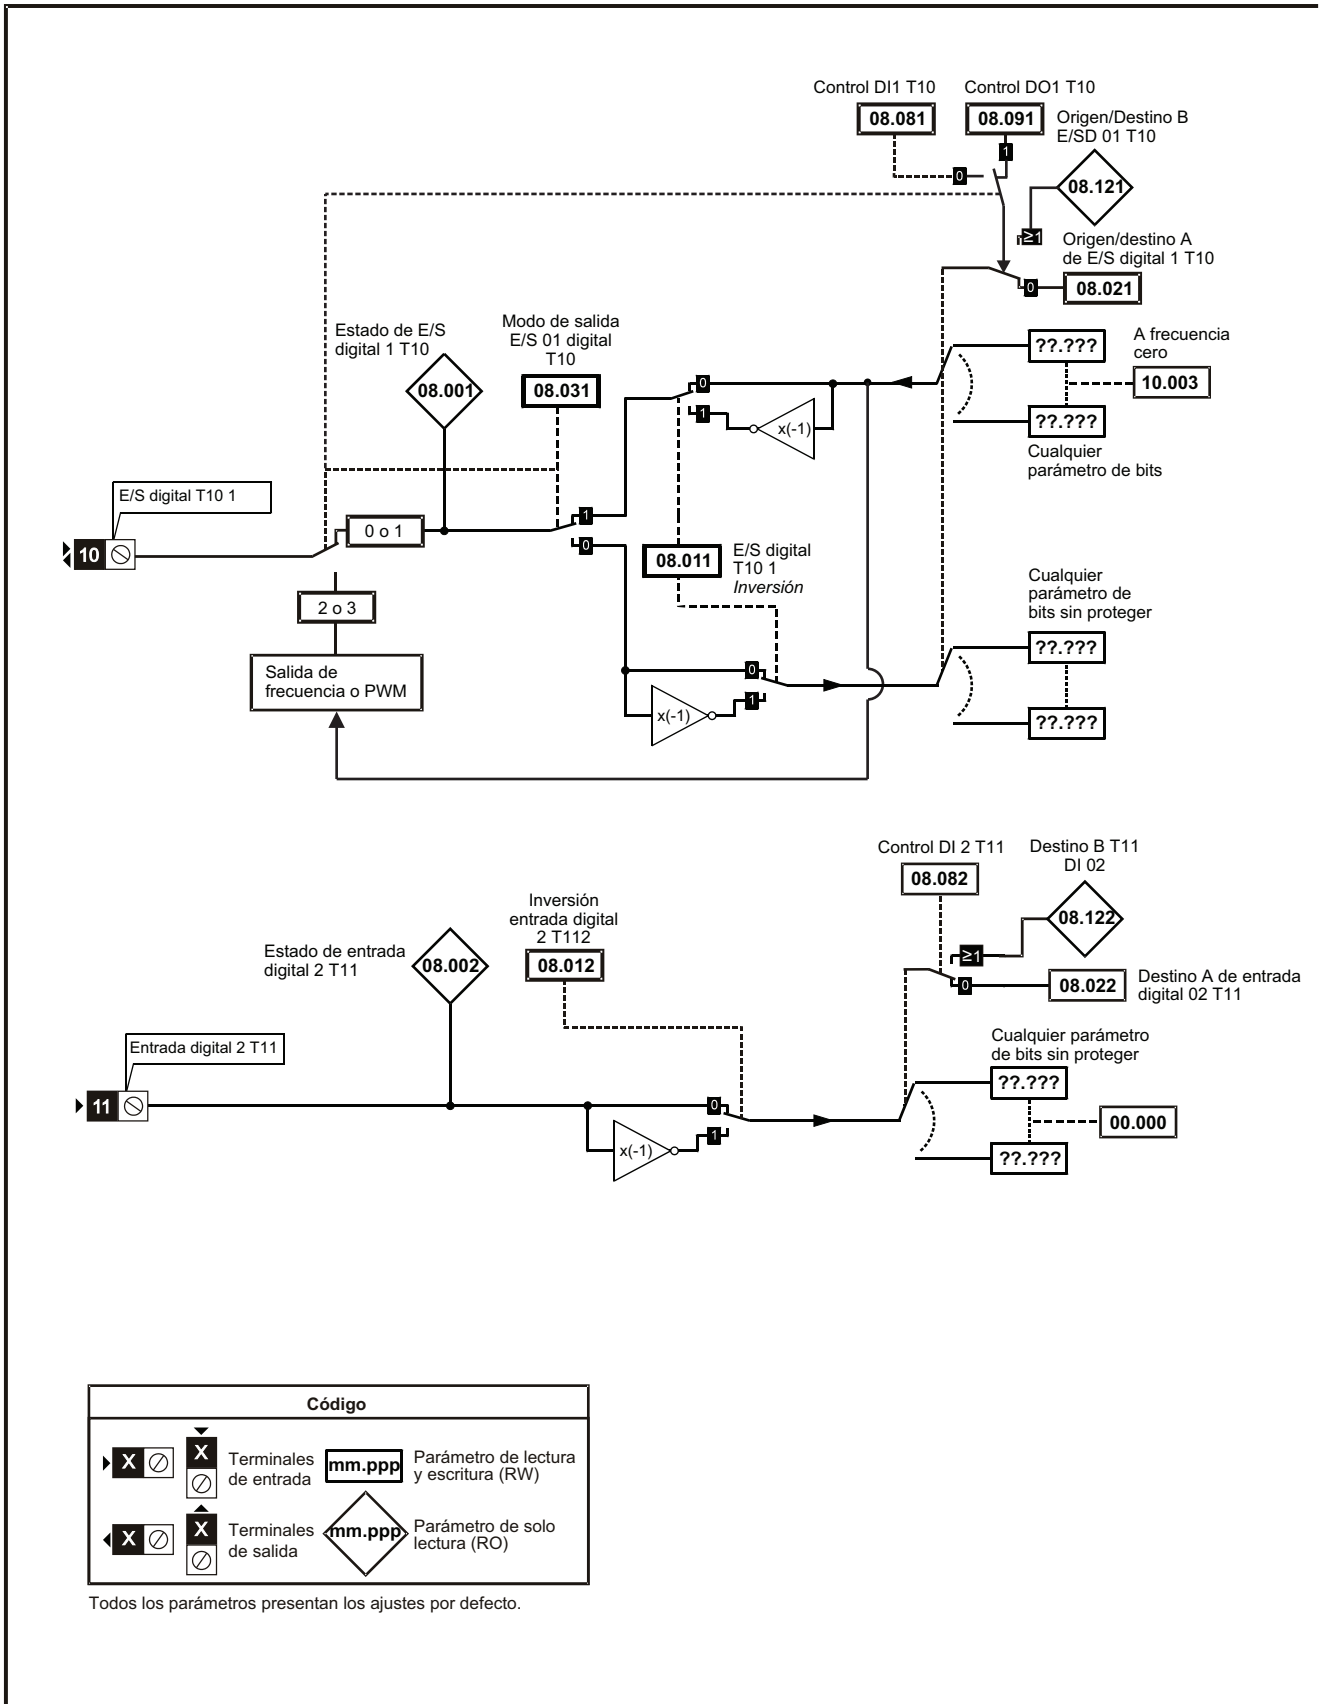 Control DI1 T10
Control DO1 T10
08.081
08.091
Origen/Destino B
E/SD 01 T10
1
0
08.121
≥1
Origen/destino A
de E/S digital 1 T10
0
08.021
Estado de E/S
digital 1 T10
Modo de salida
E/S 01 digital
T10
08.001
08.031
0
1
x(-1)
??.???
A frecuencia
cero
10.003
??.???
Cualquier
parámetro de bits
E/S digital T10 1
10
0 o 1
1
0
08.011
E/S digital
T10 1
Inversión
2 o 3
Salida de
frecuencia o PWM
Cualquier
parámetro de
bits sin proteger
??.???
0
1
x(-1)
??.???
Control DI 2 T11
Destino B T11
DI 02
08.082
08.122
Inversión
entrada digital
2 T112
Estado de entrada
digital 2 T11
08.002
08.012
≥1
0
08.022
Destino A de entrada
digital 02 T11
Cualquier parámetro
de bits sin proteger
Entrada digital 2 T11
11
0
1
x(-1)
??.???
00.000
??.???
Código
X
X
Terminales
de entrada
mm.ppp
Parámetro de lectura
y escritura (RW)
X
X
Terminales
de salida
mm.ppp
Parámetro de solo
lectura (RO)
Todos los parámetros presentan los ajustes por defecto.